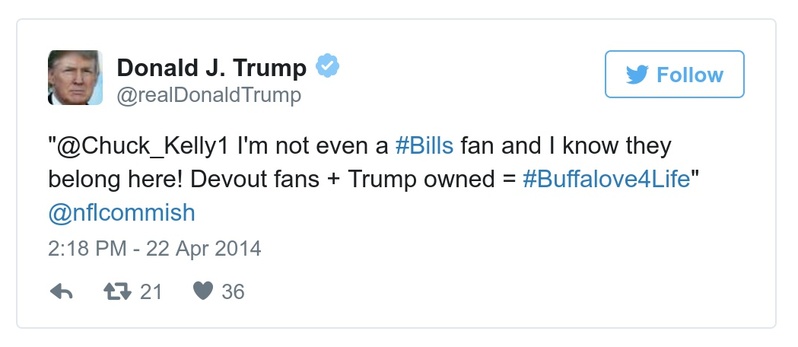 Donald J. Trump
@realDonaldTrump
Follow
"@Chuck_Kelly1 I'm not even a #Bills fan and I know they
belong here! Devout fans + Trump owned = #Buffalove4Life"
@nflcommish
2:18 PM - 22 Apr 2014
21 36